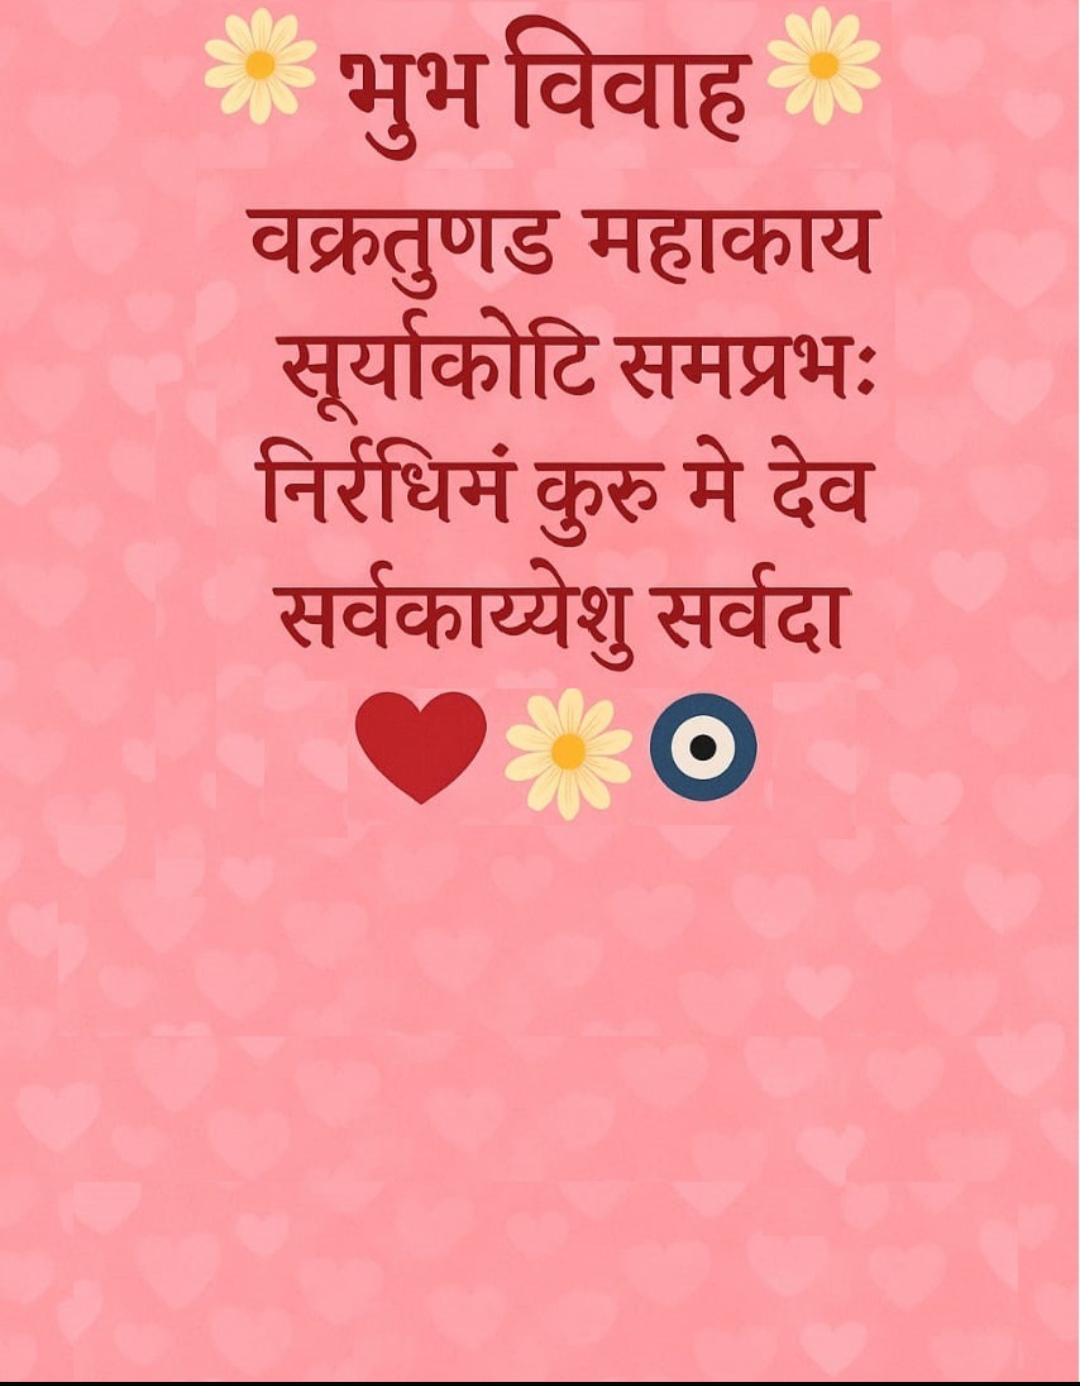 भुभ विवाह
वक्रतुणड महाकाय
सूर्याकोटि समप्रभः
निर्रधिमं कुरु मे देव
सर्वकाय्येशु सर्वदा